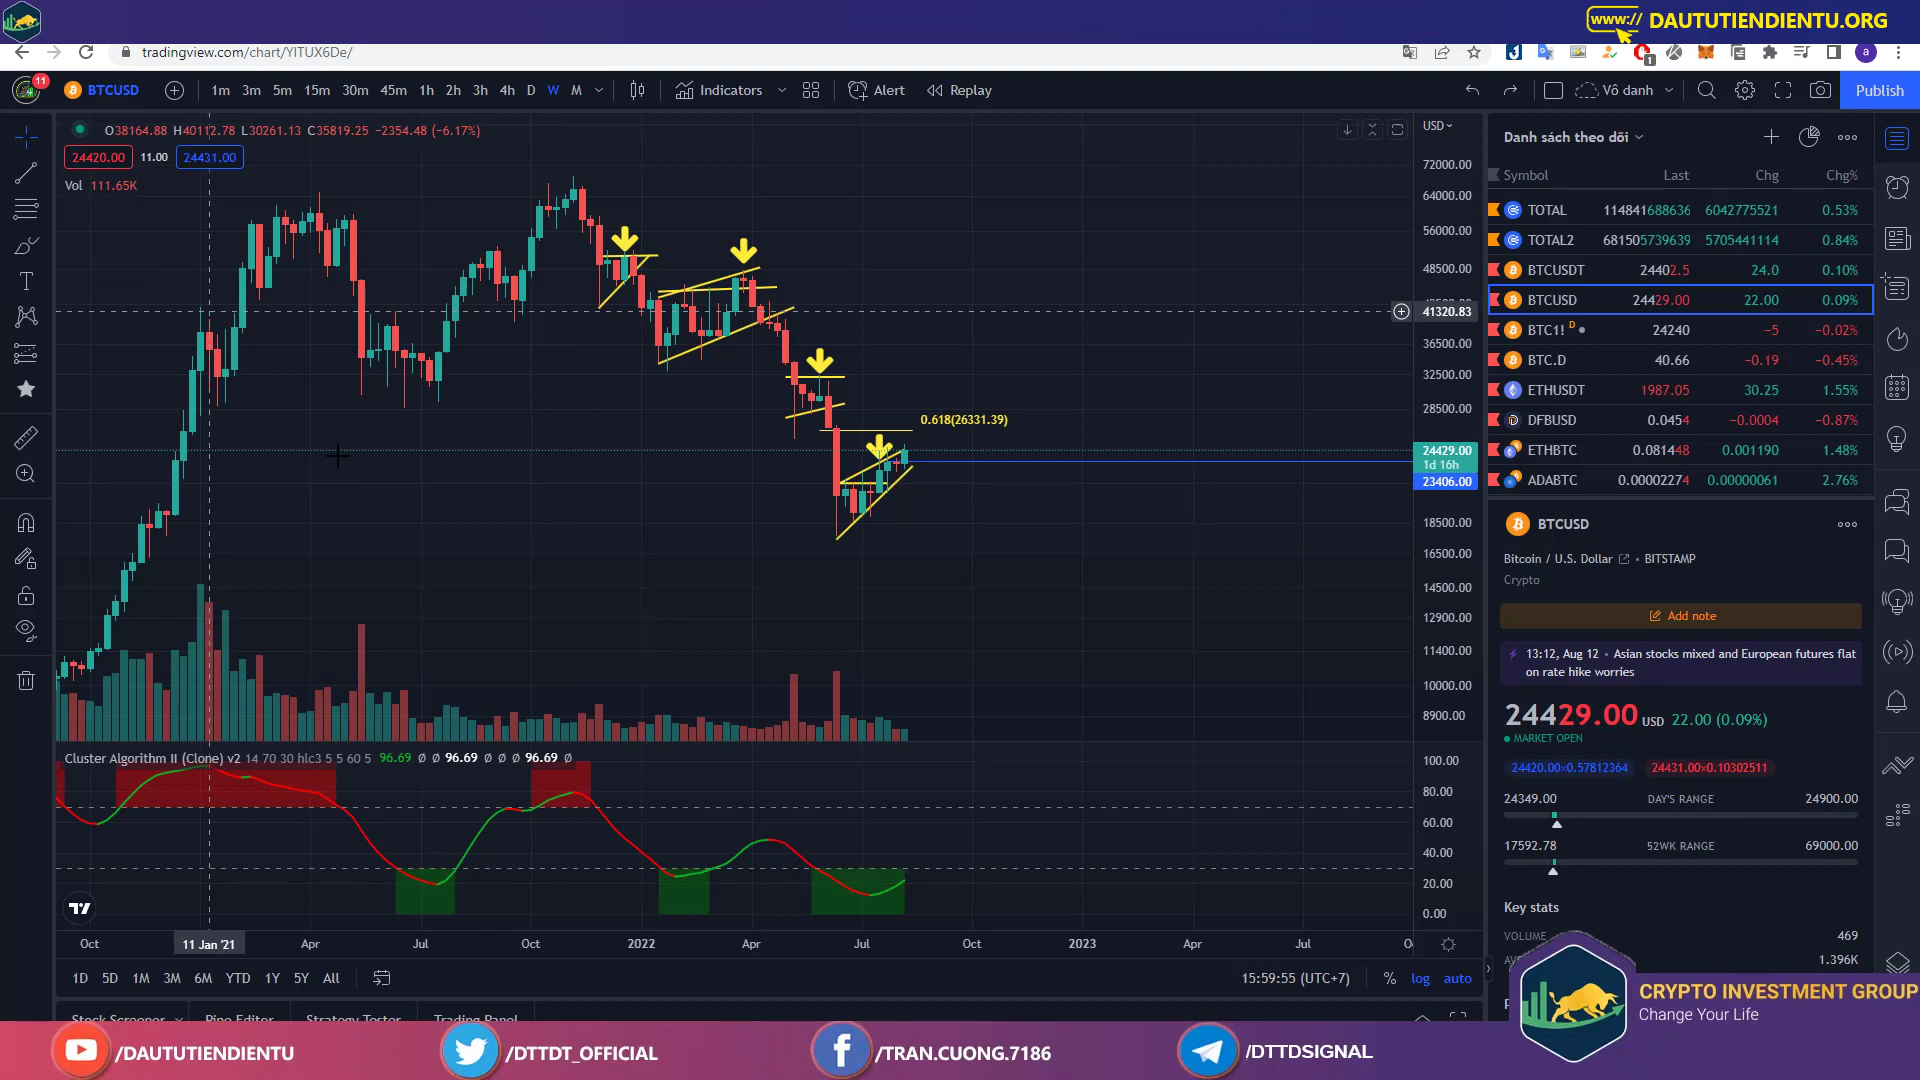 www:// DAUTUTIENDIENTU.ORG
tradingview.com/chart/YITUX6De/
11 BTCUSD 1m 3m 5m 15m 30m 45m 1h 2h 3h 4h D W M Indicators Alert Replay Vô danh Publish
O38164.88 H40112.78 L30261.13 C35819.25 −2354.48 (−6.17%)
24420.00 11.00 24431.00
Vol 111.65K
USD
72000.00
64000.00
56000.00
48500.00
41320.83
36500.00
32500.00
28500.00
24429.00
1d 16h
23406.00
18500.00
16500.00
14500.00
12900.00
11400.00
10000.00
8900.00
0.618(26331.39)
Cluster Algorithm II (Clone) v2 14 70 30 hlc3 5 5 60 5 96.69 Ø Ø 96.69 Ø Ø Ø 96.69 Ø
100.00
80.00
60.00
40.00
20.00
0.00
Oct 11 Jan '21 Apr Jul Oct 2022 Apr Jul Oct 2023 Apr Jul
1D 5D 1M 3M 6M YTD 1Y 5Y All 15:59:55 (UTC+7) % log auto
Stock Screener Pine Editor Strategy Tester Trading Panel
Danh sách theo dõi
Symbol Last Chg Chg%
TOTAL 114841688636 6042775521 0.53%
TOTAL2 681505739639 5705441114 0.84%
BTCUSDT 24402.5 24.0 0.10%
BTCUSD 24429.00 22.00 0.09%
BTC1! D 24240 −5 −0.02%
BTC.D 40.66 −0.19 −0.45%
ETHUSDT 1987.05 30.25 1.55%
DFBUSD 0.0454 −0.0004 −0.87%
ETHBTC 0.081448 0.001190 1.48%
ADABTC 0.00002274 0.00000061 2.76%
BTCUSD
Bitcoin / U.S. Dollar • BITSTAMP
Crypto
Add note
13:12, Aug 12 • Asian stocks mixed and European futures flat
on rate hike worries
24429.00 USD 22.00 (0.09%)
MARKET OPEN
24420.00×0.57812364 24431.00×0.10302511
24349.00 DAY'S RANGE 24900.00
17592.78 52WK RANGE 69000.00
Key stats
VOLUME 469
1.396K
CRYPTO INVESTMENT GROUP
Change Your Life
/DAUTUTIENDIENTU /DTTDT_OFFICIAL /TRAN.CUONG.7186 /DTTDSIGNAL